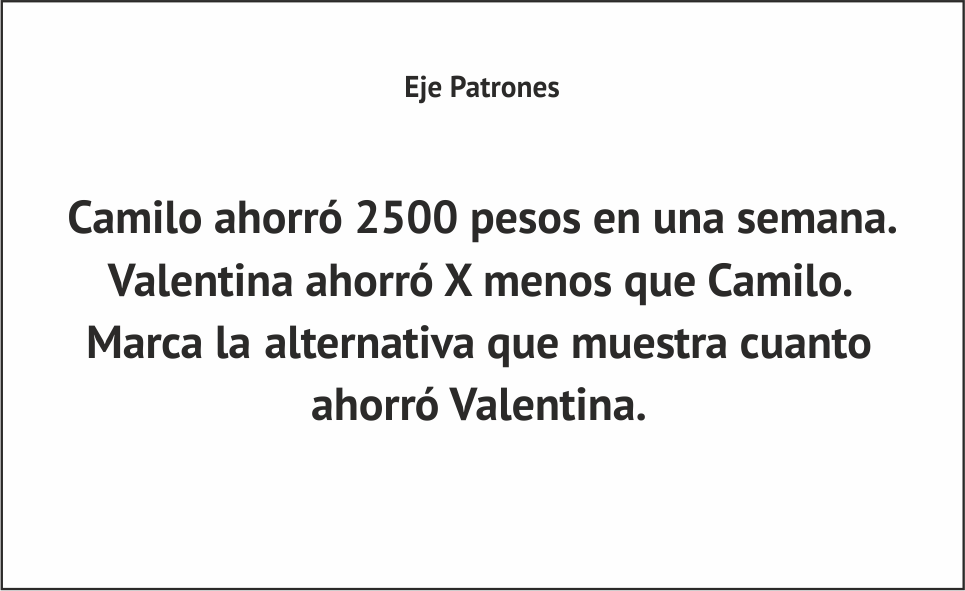 Eje Patrones
Camilo ahorró 2500 pesos en una semana.
Valentina ahorró X menos que Camilo.
Marca la alternativa que muestra cuanto
ahorró Valentina.